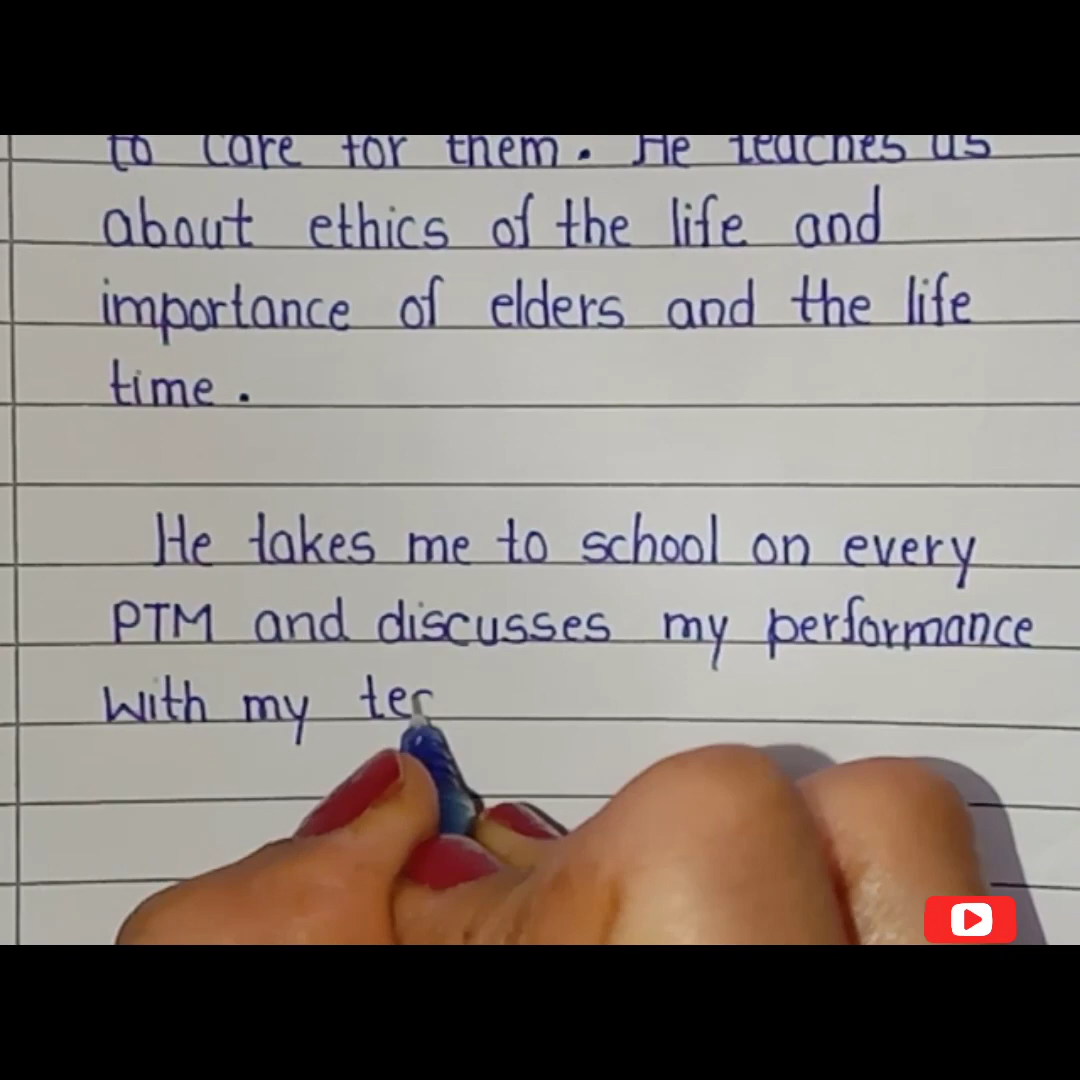 to care for them. He teaches us
about ethics of the life and
importance of elders and the life
time.
He takes me to school on every
PTM and discusses my performance
with my